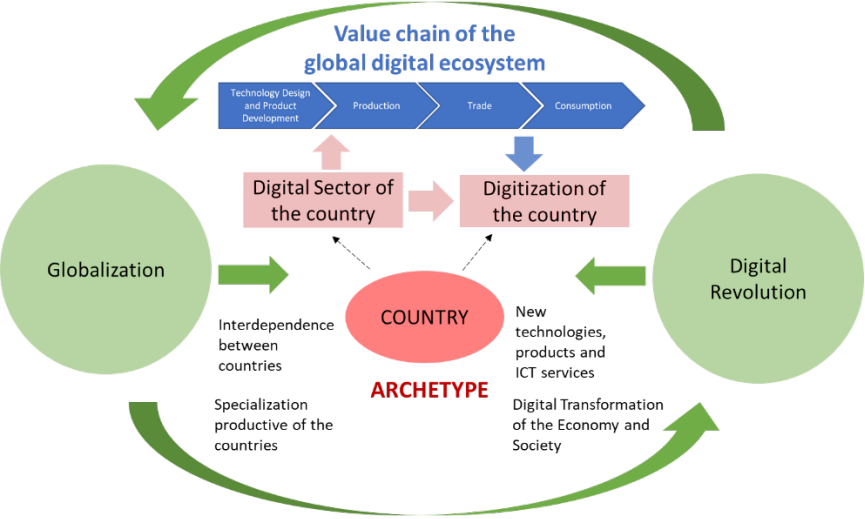 Value chain of the
global digital ecosystem
Technology Design
and Product
Development
Production
Trade
Consumption
Digital Sector of
the country
Digitization of
the country
Globalization
Digital
Revolution
COUNTRY
ARCHETYPE
Interdependence
between
countries
Specialization
productive of the
countries
New
technologies,
products and
ICT services
Digital Transformation
of the Economy and
Society